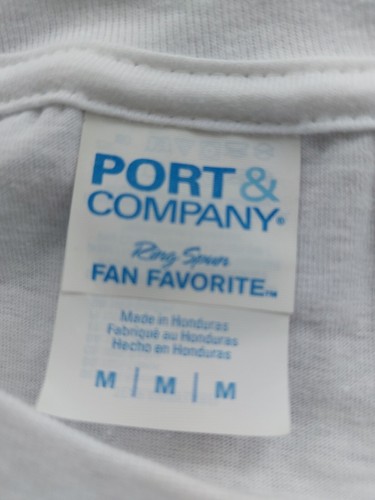 PORT &
COMPANY®
Ring Spun
FAN FAVORITE™
Made in Honduras
Fabriqué au Honduras
Hecho en Honduras
M | M | M